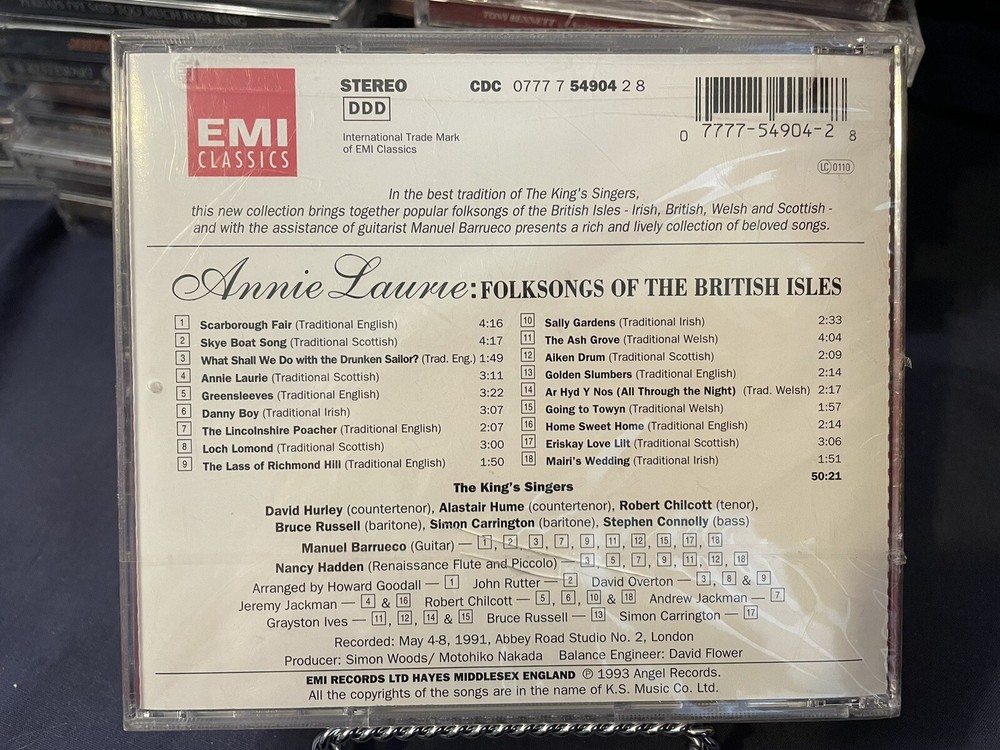 WHAM'S I'VE SAID TOO MUCH ROSS KING
TONY BENNETT
EMI
CLASSICS
STEREO
DDD
International Trade Mark
of EMI Classics
CDC 0777 7 54904 2 8
0 7777-54904-2 8
LC 0110
In the best tradition of The King's Singers,
this new collection brings together popular folksongs of the British Isles - Irish, British, Welsh and Scottish -
and with the assistance of guitarist Manuel Barrueco presents a rich and lively collection of beloved songs.
Annie Laurie: FOLKSONGS OF THE BRITISH ISLES
1 Scarborough Fair (Traditional English) 4:16
2 Skye Boat Song (Traditional Scottish) 4:17
3 What Shall We Do with the Drunken Sailor? (Trad. Eng.) 1:49
4 Annie Laurie (Traditional Scottish) 3:11
5 Greensleeves (Traditional English) 3:22
6 Danny Boy (Traditional Irish) 3:07
7 The Lincolnshire Poacher (Traditional English) 2:07
8 Loch Lomond (Traditional Scottish) 3:00
9 The Lass of Richmond Hill (Traditional English) 1:50
10 Sally Gardens (Traditional Irish) 2:33
11 The Ash Grove (Traditional Welsh) 4:04
12 Aiken Drum (Traditional Scottish) 2:09
13 Golden Slumbers (Traditional English) 2:14
14 Ar Hyd Y Nos (All Through the Night) (Trad. Welsh) 2:17
15 Going to Towyn (Traditional Welsh) 1:57
16 Home Sweet Home (Traditional English) 2:14
17 Eriskay Love Lilt (Traditional Scottish) 3:06
18 Mairi's Wedding (Traditional Irish) 1:51
50:21
The King's Singers
David Hurley (countertenor), Alastair Hume (countertenor), Robert Chilcott (tenor),
Bruce Russell (baritone), Simon Carrington (baritone), Stephen Connolly (bass)
Manuel Barrueco (Guitar) — 1, 2, 3, 7, 9, 11, 12, 15, 17, 18
Nancy Hadden (Renaissance Flute and Piccolo) — 3, 5, 7, 9, 11, 12, 18
Arranged by Howard Goodall — 1 John Rutter — 2 David Overton — 3, 8 & 9
Jeremy Jackman — 4 & 16 Robert Chilcott — 5, 6, 10 & 18 Andrew Jackman — 7
Grayston Ives — 11, 12, 14 & 15 Bruce Russell — 13 Simon Carrington — 17
Recorded: May 4-8, 1991, Abbey Road Studio No. 2, London
Producer: Simon Woods/ Motohiko Nakada Balance Engineer: David Flower
EMI RECORDS LTD HAYES MIDDLESEX ENGLAND ℗ 1993 Angel Records.
All the copyrights of the songs are in the name of K.S. Music Co. Ltd.